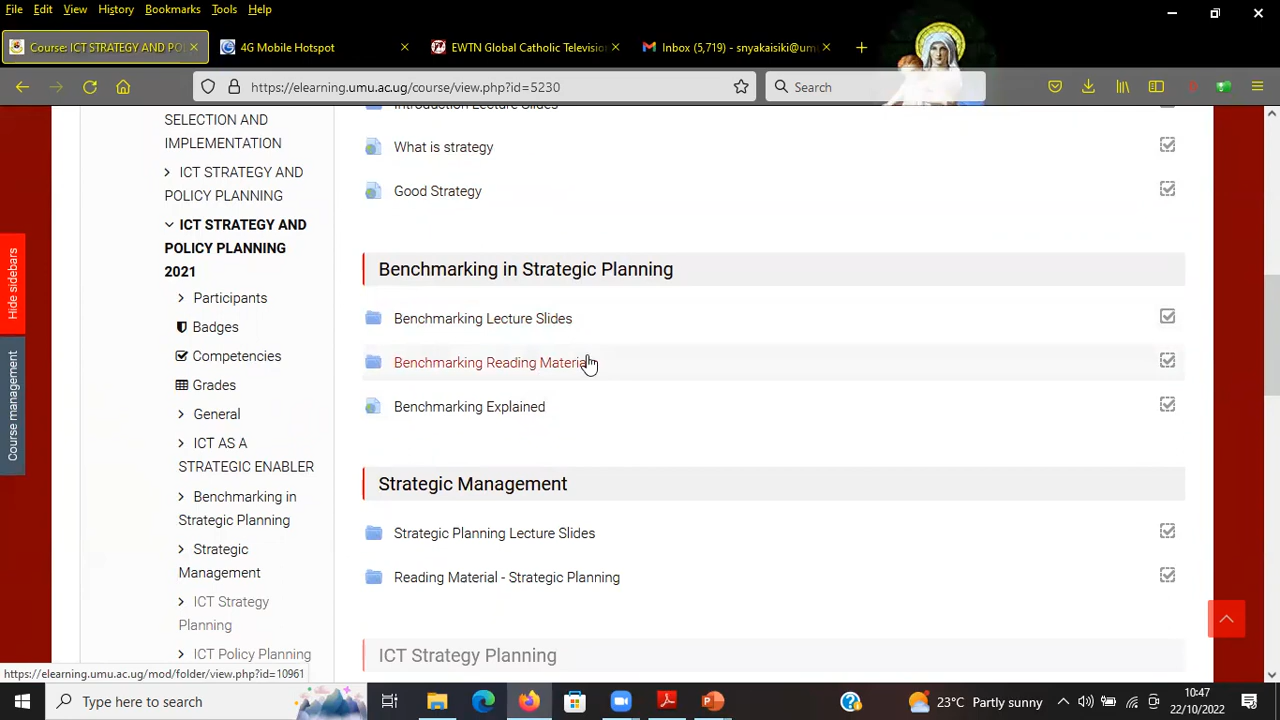 File Edit View History Bookmarks Tools Help
Course: ICT STRATEGY AND PO
4G Mobile Hotspot
EWTN Global Catholic Television
Inbox (5,719) - snyakaisiki@um
https://elearning.umu.ac.ug/course/view.php?id=5230
Search
Hide sidebars
Course management
SELECTION AND
IMPLEMENTATION
ICT STRATEGY AND
POLICY PLANNING
ICT STRATEGY AND
POLICY PLANNING
2021
Participants
Badges
Competencies
Grades
General
ICT AS A
STRATEGIC ENABLER
Benchmarking in
Strategic Planning
Strategic
Management
ICT Strategy
Planning
ICT Policy Planning
Introduction Lecture Slides
What is strategy
Good Strategy
Benchmarking in Strategic Planning
Benchmarking Lecture Slides
Benchmarking Reading Material
Benchmarking Explained
Strategic Management
Strategic Planning Lecture Slides
Reading Material - Strategic Planning
ICT Strategy Planning
https://elearning.umu.ac.ug/mod/folder/view.php?id=10961
Type here to search
23°C Partly sunny
10:47
22/10/2022